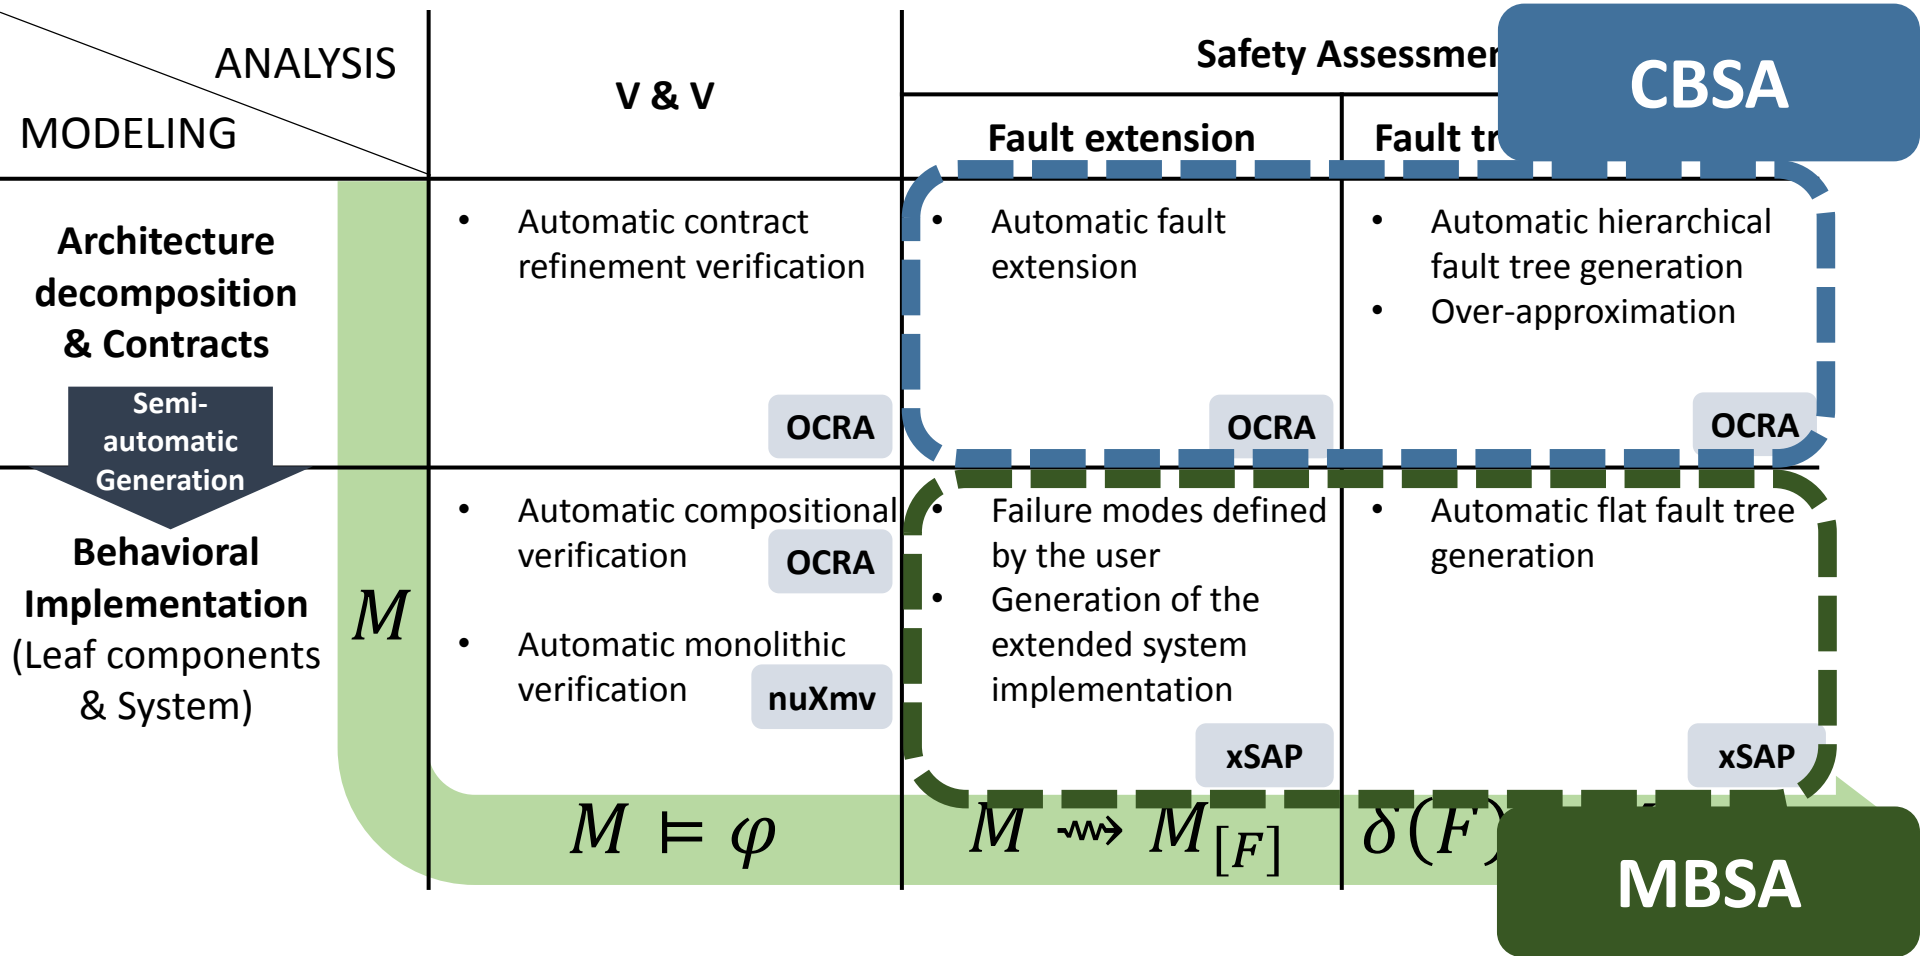 ANALYSIS
MODELING
V & V
Safety Assessmen
CBSA
Fault extension
Fault tr
Architecture
decomposition
& Contracts
• Automatic contract
refinement verification
OCRA
• Automatic fault
extension
OCRA
• Automatic hierarchical
fault tree generation
• Over-approximation
OCRA
Semi-
automatic
Generation
Behavioral
Implementation
(Leaf components
& System)
M
• Automatic compositional
verification
OCRA
• Automatic monolithic
verification
nuXmv
• Failure modes defined
by the user
• Generation of the
extended system
implementation
xSAP
• Automatic flat fault tree
generation
xSAP
M ⊨ φ
M ⇝ M[F]
δ(F)
MBSA